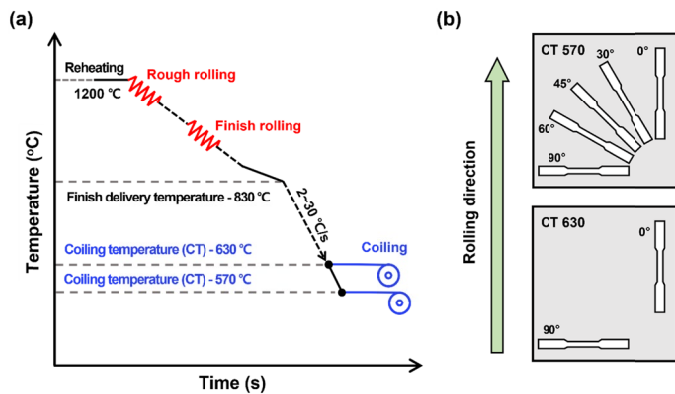 (a)
Temperature (°C)
Reheating
1200 °C
Rough rolling
Finish rolling
Finish delivery temperature - 830 °C
2~30 °C/s
Coiling temperature (CT) - 630 °C
Coiling
Coiling temperature (CT) - 570 °C
Time (s)
(b)
Rolling direction
CT 570
0°
30°
45°
60°
90°
CT 630
0°
90°